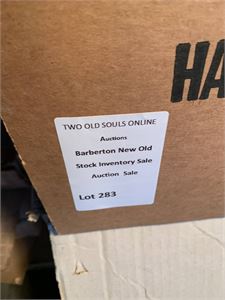 HA
TWO OLD SOULS ONLINE
Auctions
Barberton New Old
Stock Inventory Sale
Auction Sale
Lot 283